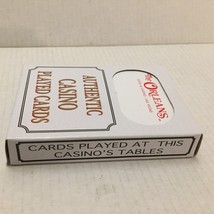 AUTHENTIC
CASINO
PLAYED CARDS
THE ORLEANS
CARDS PLAYED AT THIS
CASINO'S TABLES